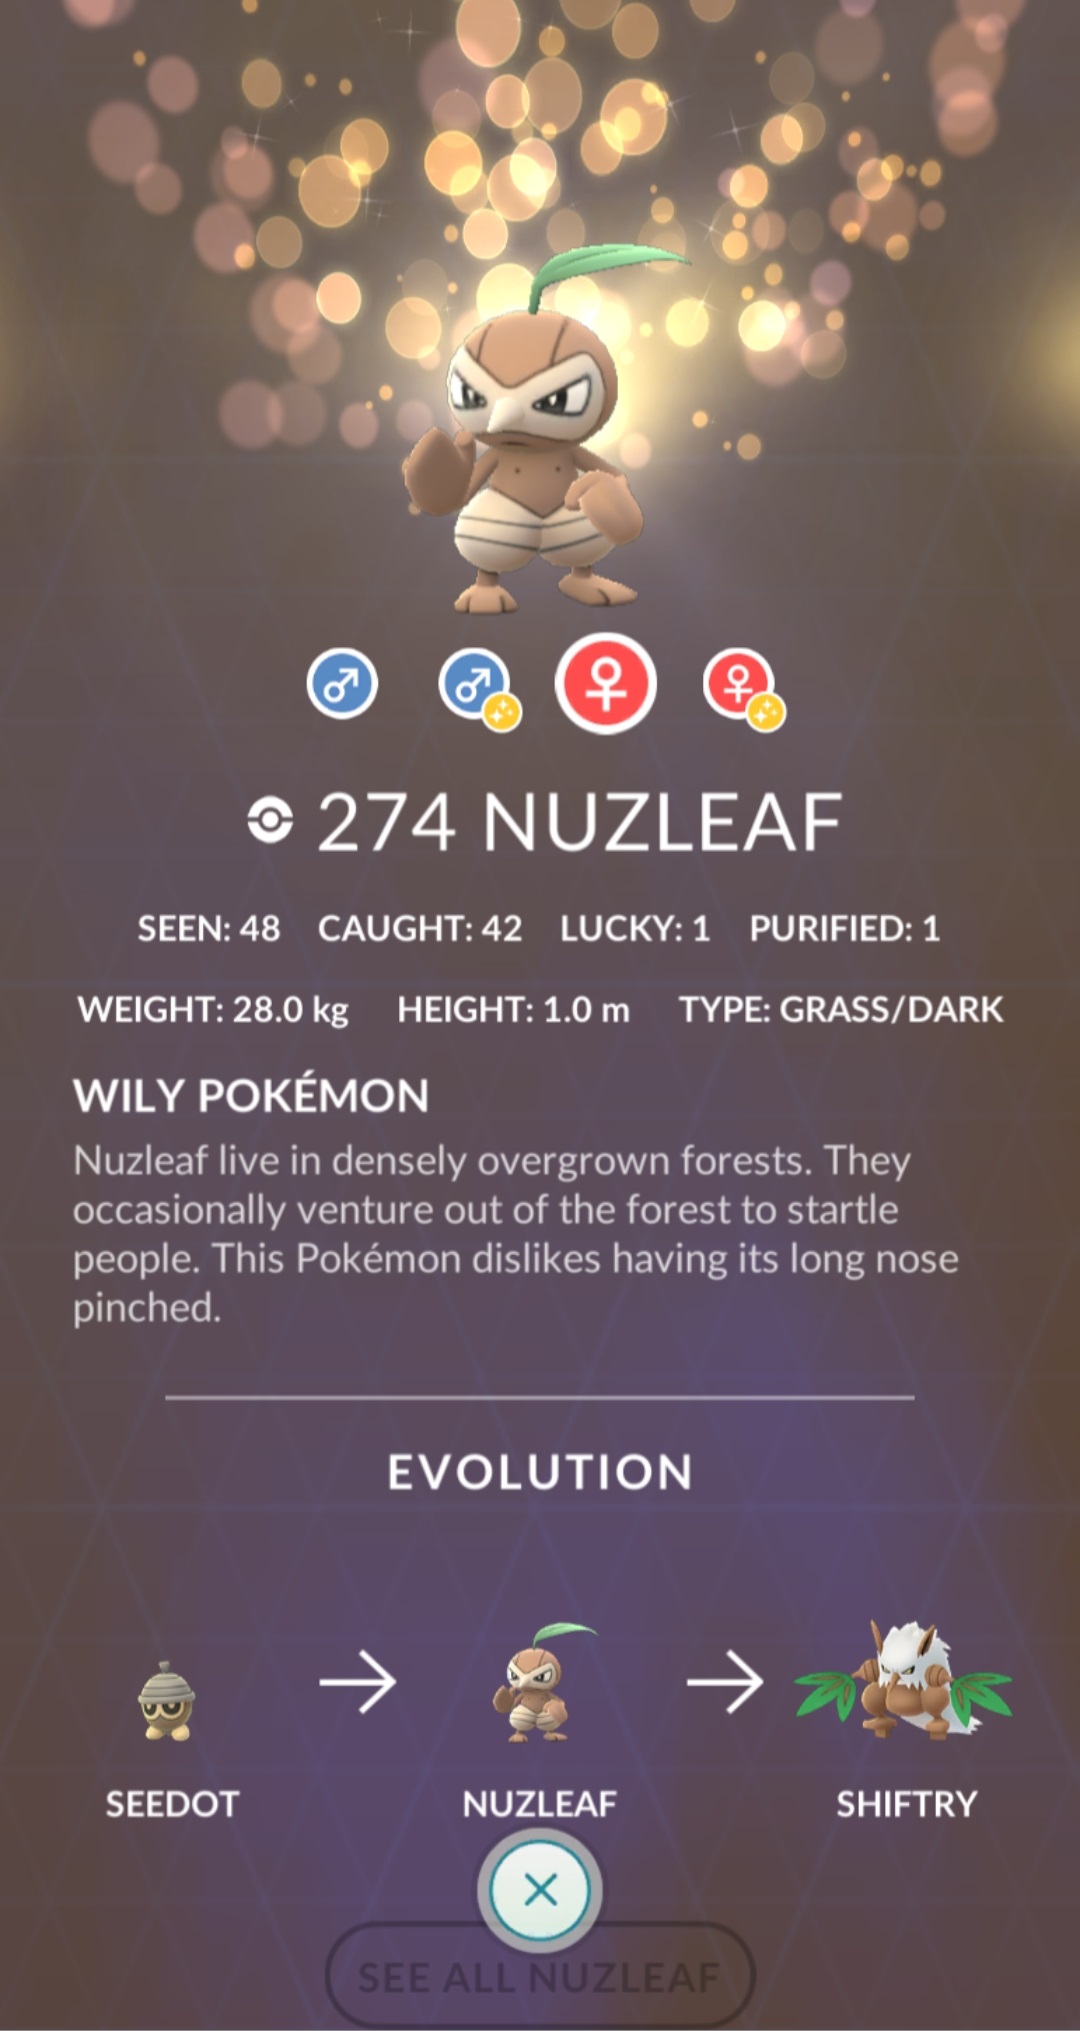 274 NUZLEAF
SEEN: 48 CAUGHT: 42 LUCKY: 1 PURIFIED: 1
WEIGHT: 28.0 kg HEIGHT: 1.0 m TYPE: GRASS/DARK
WILY POKÉMON
Nuzleaf live in densely overgrown forests. They
occasionally venture out of the forest to startle
people. This Pokémon dislikes having its long nose
pinched.
EVOLUTION
SEEDOT NUZLEAF SHIFTRY
SEE ALL NUZLEAF